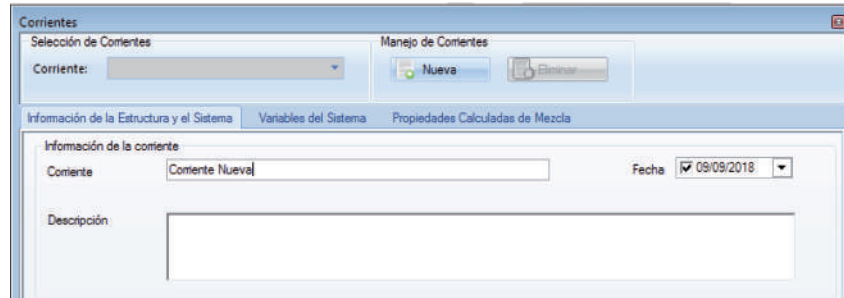 Corrientes
Selección de Corrientes
Manejo de Corrientes
Corriente:
Nueva
Eliminar
Información de la Estructura y el Sistema
Variables del Sistema
Propiedades Calculadas de Mezcla
Información de la corriente
Corriente
Corriente Nueva
Fecha
09/09/2018
Descripción